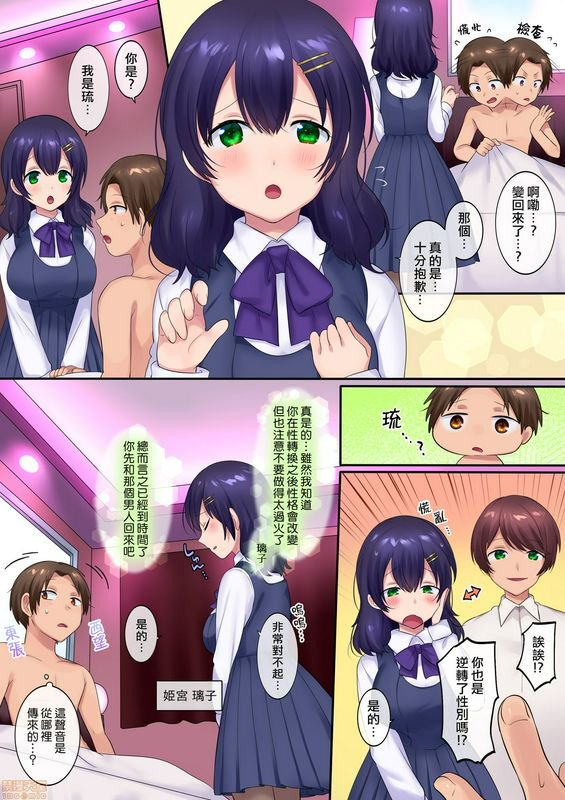 檢查
慌北
啊嘞…?
變回來了…?
那個…
真的是…
十分抱歉…
你是?
我是琉…
琉…?
慌亂…
誒誒!?
你也是
逆轉了性別嗎!?
是的…
真是的…雖然我知道
你在性轉換之後性格會改變
但也注意不要做得太過火了
璃子
總而言之已經到時間了
你先和那個男人回來吧
嗚嗚…
非常對不起…
是的…
姬宮 璃子
西望
東張
這聲音是
從哪裡
傳來的…?